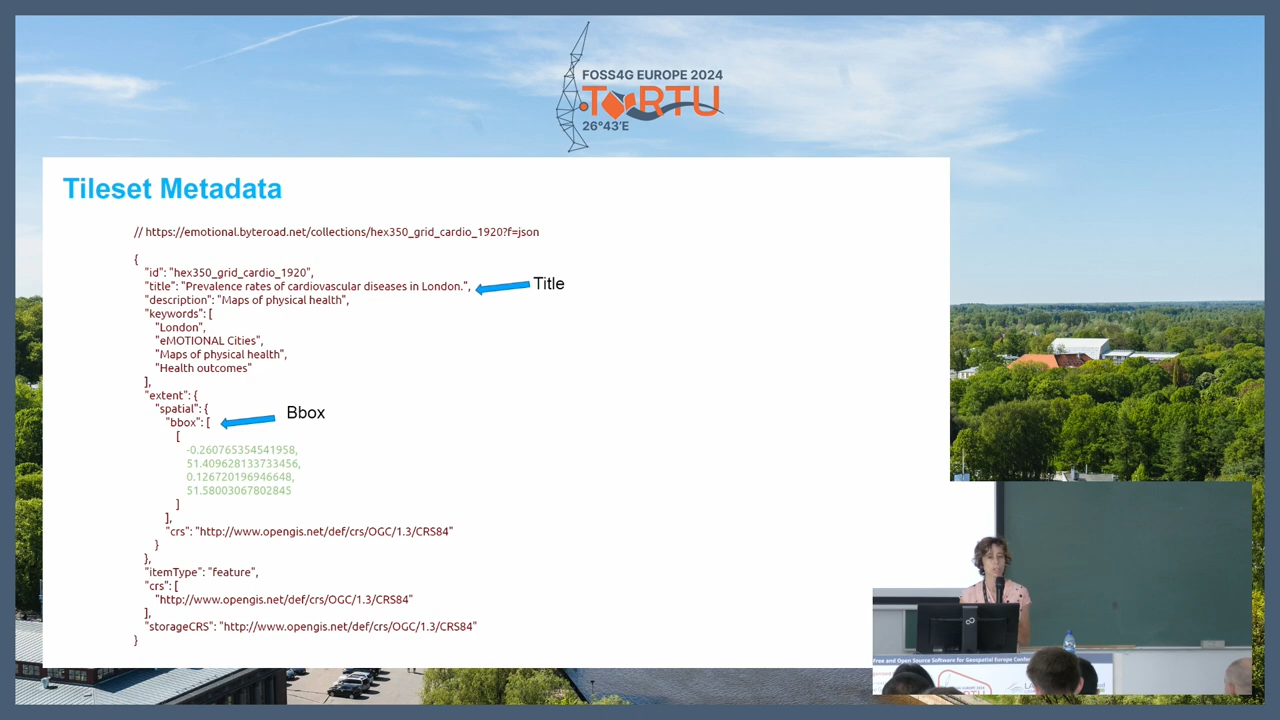 FOSS4G EUROPE 2024
TARTU
26°43'E
Tileset Metadata
// https://emotional.byteroad.net/collections/hex350_grid_cardio_1920?f=json
{
"id": "hex350_grid_cardio_1920",
"title": "Prevalence rates of cardiovascular diseases in London.",
Title
"description": "Maps of physical health",
"keywords": [
"London",
"eMOTIONAL Cities",
"Maps of physical health",
"Health outcomes"
],
"extent": {
"spatial": {
"bbox": [
Bbox
[
-0.260765354541958,
51.409628133733456,
0.126720196946648,
51.58003067802845
]
],
"crs": "http://www.opengis.net/def/crs/OGC/1.3/CRS84"
}
},
"itemType": "feature",
"crs": [
"http://www.opengis.net/def/crs/OGC/1.3/CRS84"
],
"storageCRS": "http://www.opengis.net/def/crs/OGC/1.3/CRS84"
}
Free and Open Source Software for Geospatial Europe